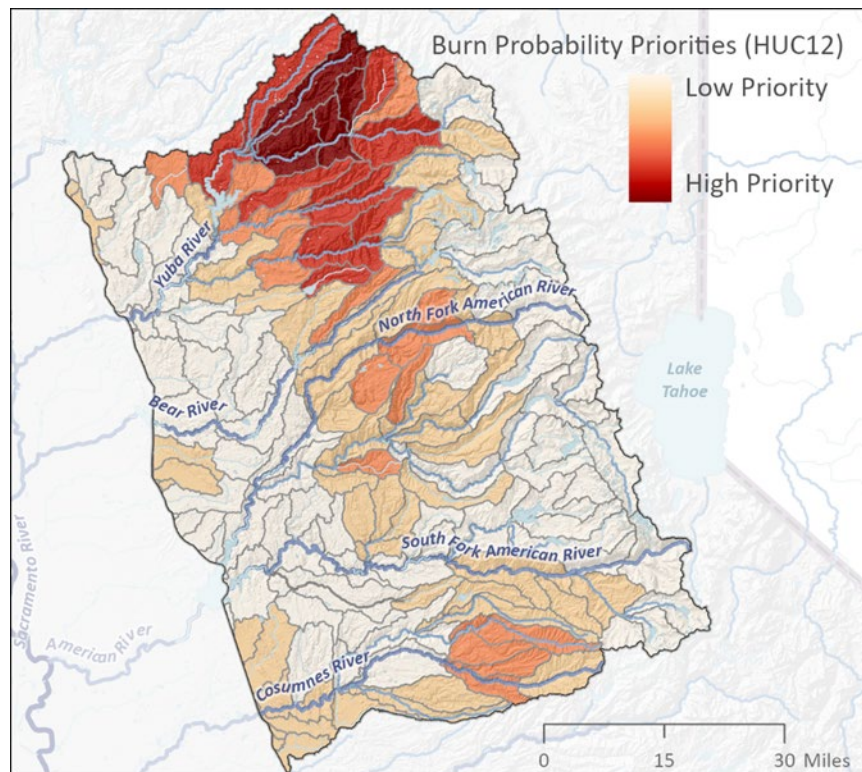 Burn Probability Priorities (HUC12)
Low Priority
High Priority
Yuba River
North Fork American River
Lake
Tahoe
Bear River
South Fork American River
Sacramento River
American River
Cosumnes River
0 15 30 Miles